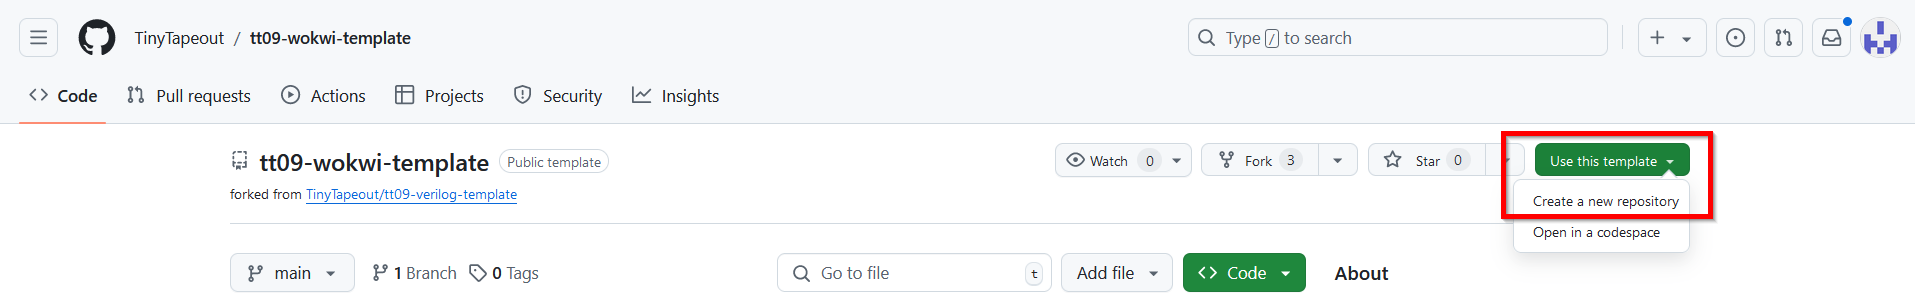 TinyTapeout / tt09-wokwi-template
Type / to search
Code Pull requests Actions Projects Security Insights
tt09-wokwi-template Public template
Watch 0 Fork 3 Star 0 Use this template
forked from TinyTapeout/tt09-verilog-template
Create a new repository
Open in a codespace
main 1 Branch 0 Tags Go to file t Add file Code About